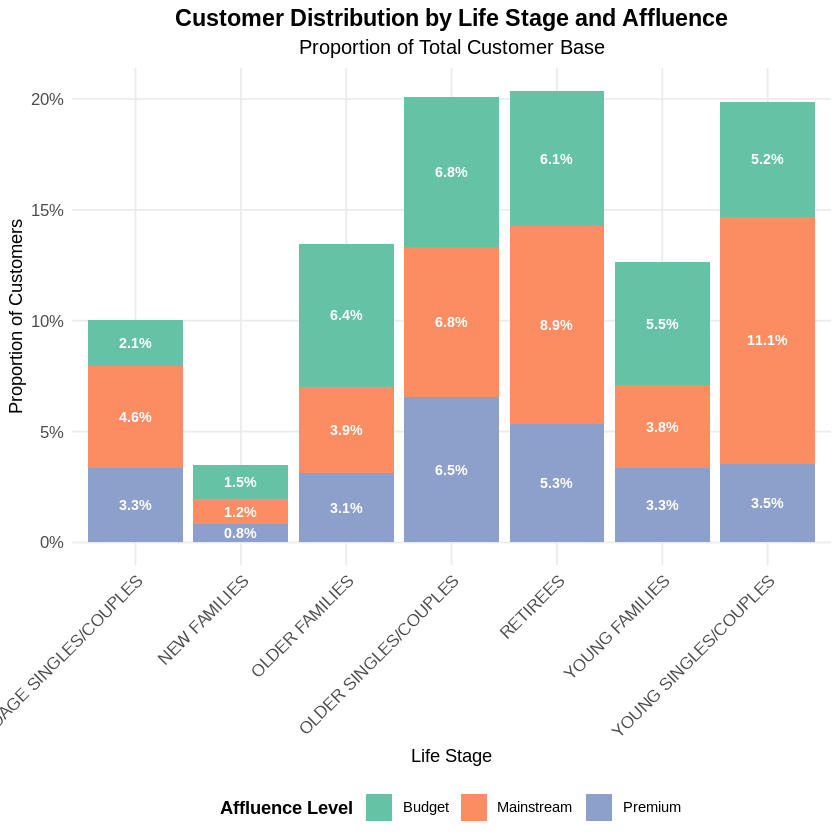 Customer Distribution by Life Stage and Affluence
Proportion of Total Customer Base
Proportion of Customers
20%
15%
10%
5%
0%
2.1%
4.6%
3.3%
1.5%
1.2%
0.8%
6.4%
3.9%
3.1%
6.8%
6.8%
6.5%
6.1%
8.9%
5.3%
5.5%
3.8%
3.3%
5.2%
11.1%
3.5%
SINGLES/COUPLES
NEW FAMILIES
OLDER FAMILIES
OLDER SINGLES/COUPLES
RETIREES
YOUNG FAMILIES
YOUNG SINGLES/COUPLES
Life Stage
Affluence Level Budget Mainstream Premium